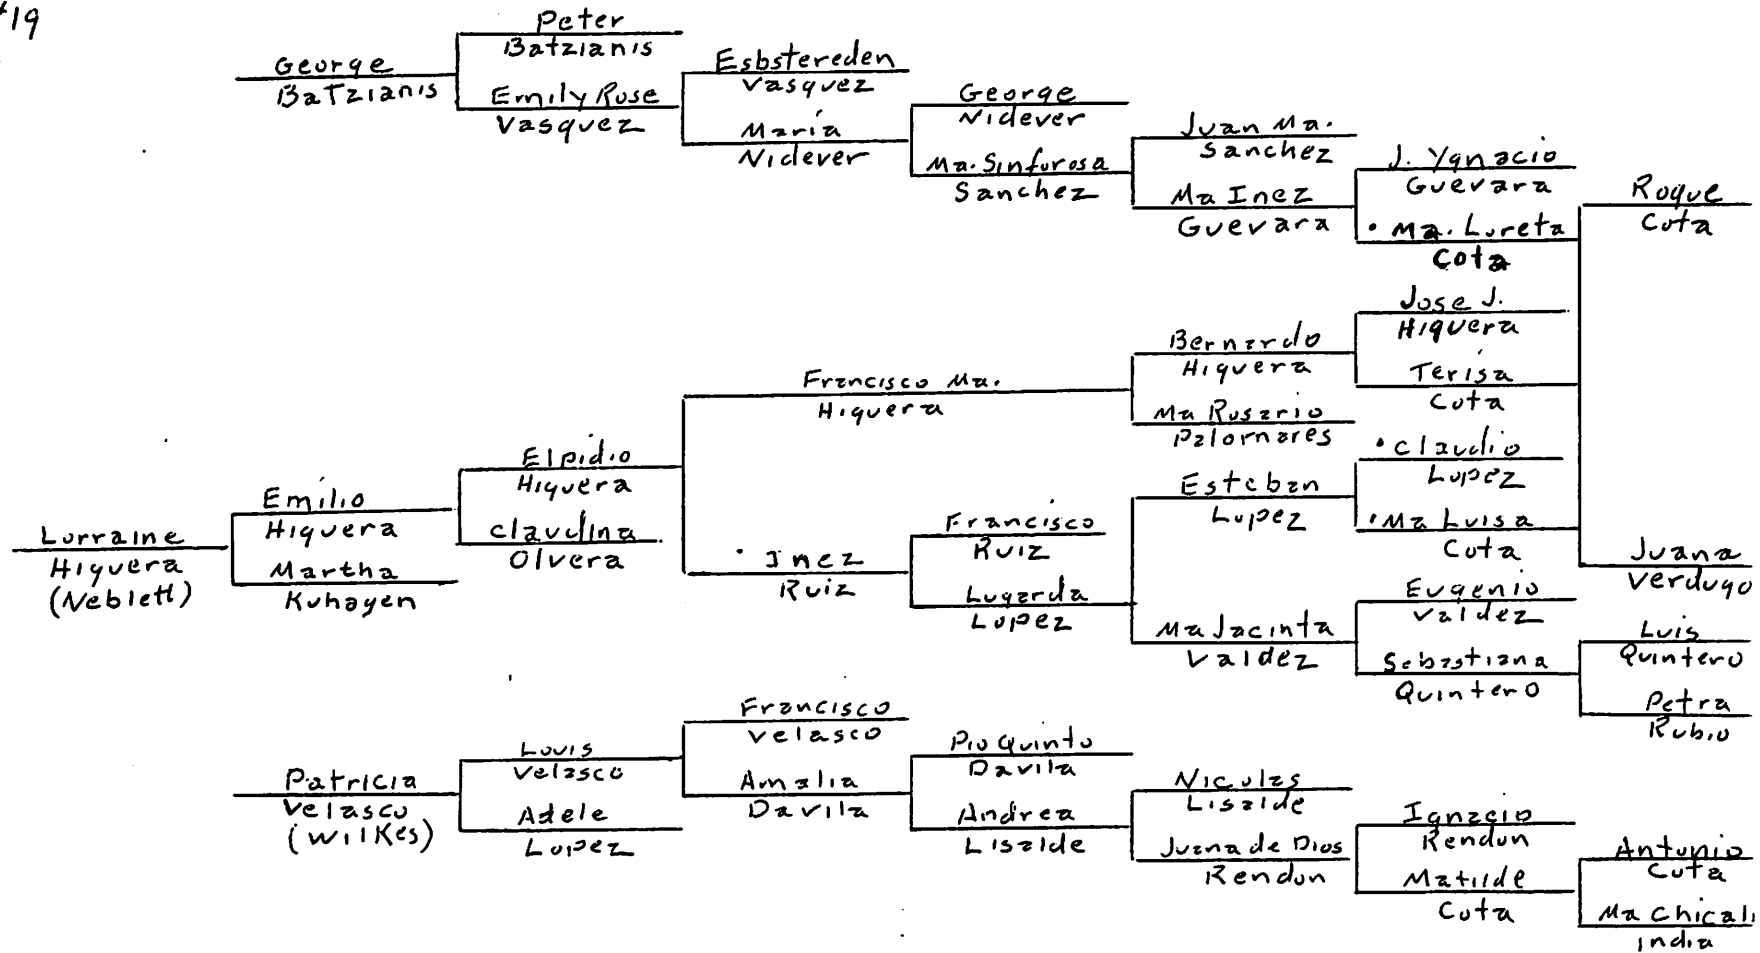 #19
Peter
Batzianis
George
BaTzianis
Emily Rose
Vasquez
Esbstereden
Vasquez
María
Nidever
George
Nidever
Ma. Sinforosa
Sanchez
Juan Ma.
Sanchez
Ma Inez
Guevara
J. Ygnacio
Guevara
• Ma. Loreta
Cota
Roque
Cota
Jose J.
Higuera
Bernardo
Higuera
Terisa
Cota
Francisco Ma.
Higuera
Ma Rosario
Palomares
• Claudio
Lopez
Elpidio
Higuera
Esteban
Lopez
Emilio
Higuera
• Ma Luisa
Cota
Lorraine
Higuera
(Neblett)
Claudina
Olvera
Francisco
Ruiz
• Inez
Ruiz
Martha
Kuhagen
Lugarda
Lopez
Juana
Verdugo
Eugenio
Valdez
Ma Jacinta
Valdez
Sebastiana
Quintero
Luis
Quintero
Petra
Rubio
Francisco
Velasco
Louis
Velasco
Pio Quinto
Davila
Patricia
Velasco
(Wilkes)
Amalia
Davila
Adele
Lopez
Andrea
Lisalde
Nicolas
Lisalde
Juana de Dios
Rendon
Ignacio
Rendon
Matilde
Cota
Antonio
Cota
Ma Chicali
india